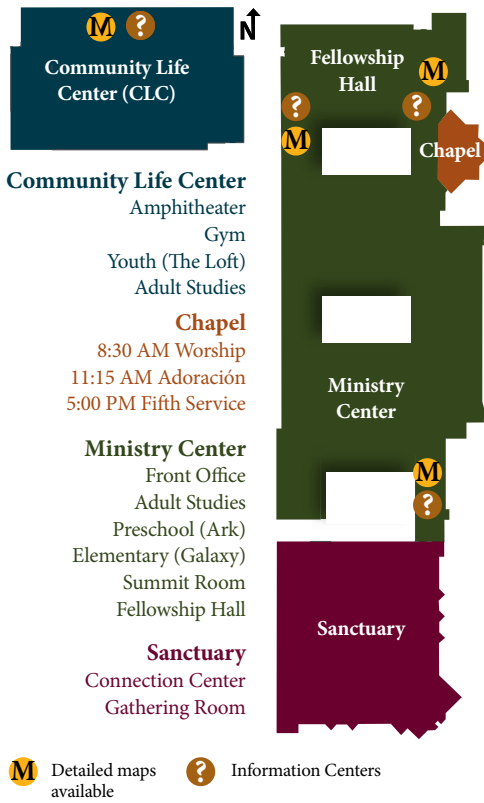 M ?
N
Community Life
Center (CLC)
Fellowship
Hall
M
? ?
M
Chapel
Community Life Center
Amphitheater
Gym
Youth (The Loft)
Adult Studies
Chapel
8:30 AM Worship
11:15 AM Adoración
5:00 PM Fifth Service
Ministry
Center
Ministry Center
Front Office
Adult Studies
Preschool (Ark)
Elementary (Galaxy)
Summit Room
Fellowship Hall
M
?
Sanctuary
Sanctuary
Connection Center
Gathering Room
M Detailed maps
available
? Information Centers